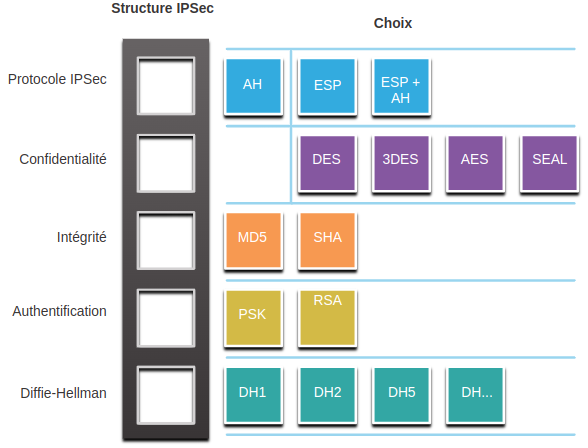 Structure IPSec
Choix
Protocole IPSec
AH
ESP
ESP +
AH
Confidentialité
DES
3DES
AES
SEAL
Intégrité
MD5
SHA
Authentification
PSK
RSA
Diffie-Hellman
DH1
DH2
DH5
DH...